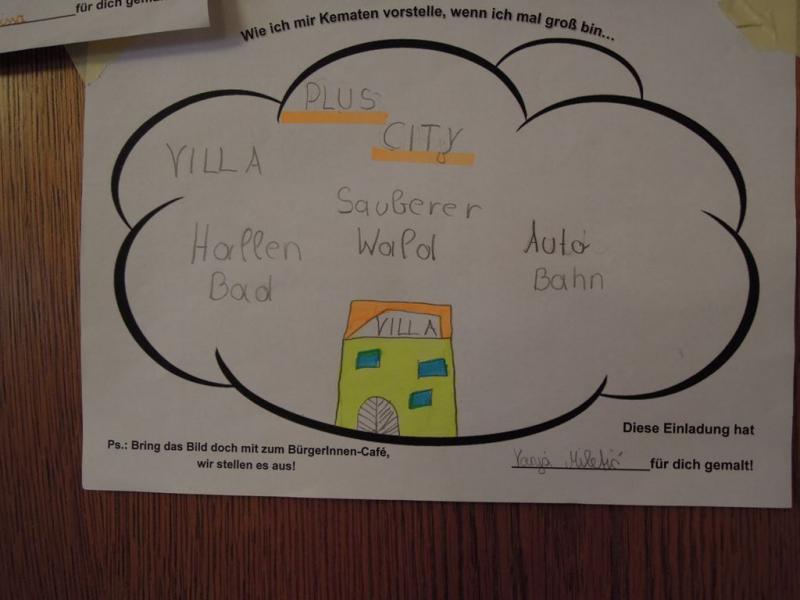 für dich gemalt!
Wie ich mir Kematen vorstelle, wenn ich mal groß bin...
PLUS
CITY
VILLA
Sauberer
Wald
Hallen
Bad
Auto
Bahn
VILLA
Diese Einladung hat
Ps.: Bring das Bild doch mit zum BürgerInnen-Café,
wir stellen es aus!
für dich gemalt!